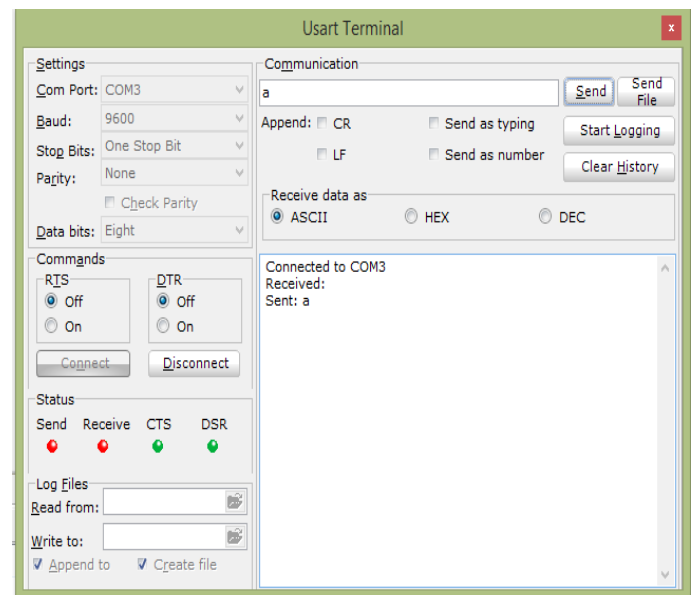 Usart Terminal
x
Settings
Com Port: COM3
Baud: 9600
Stop Bits: One Stop Bit
Parity: None
Check Parity
Data bits: Eight
Commands
RTS
Off
On
DTR
Off
On
Connect
Disconnect
Status
Send Receive CTS DSR
Log Files
Read from:
Write to:
Append to
Create file
Communication
a
Send
Send
File
Append: CR
Send as typing
Start Logging
LF
Send as number
Clear History
Receive data as
ASCII
HEX
DEC
Connected to COM3
Received:
Sent: a